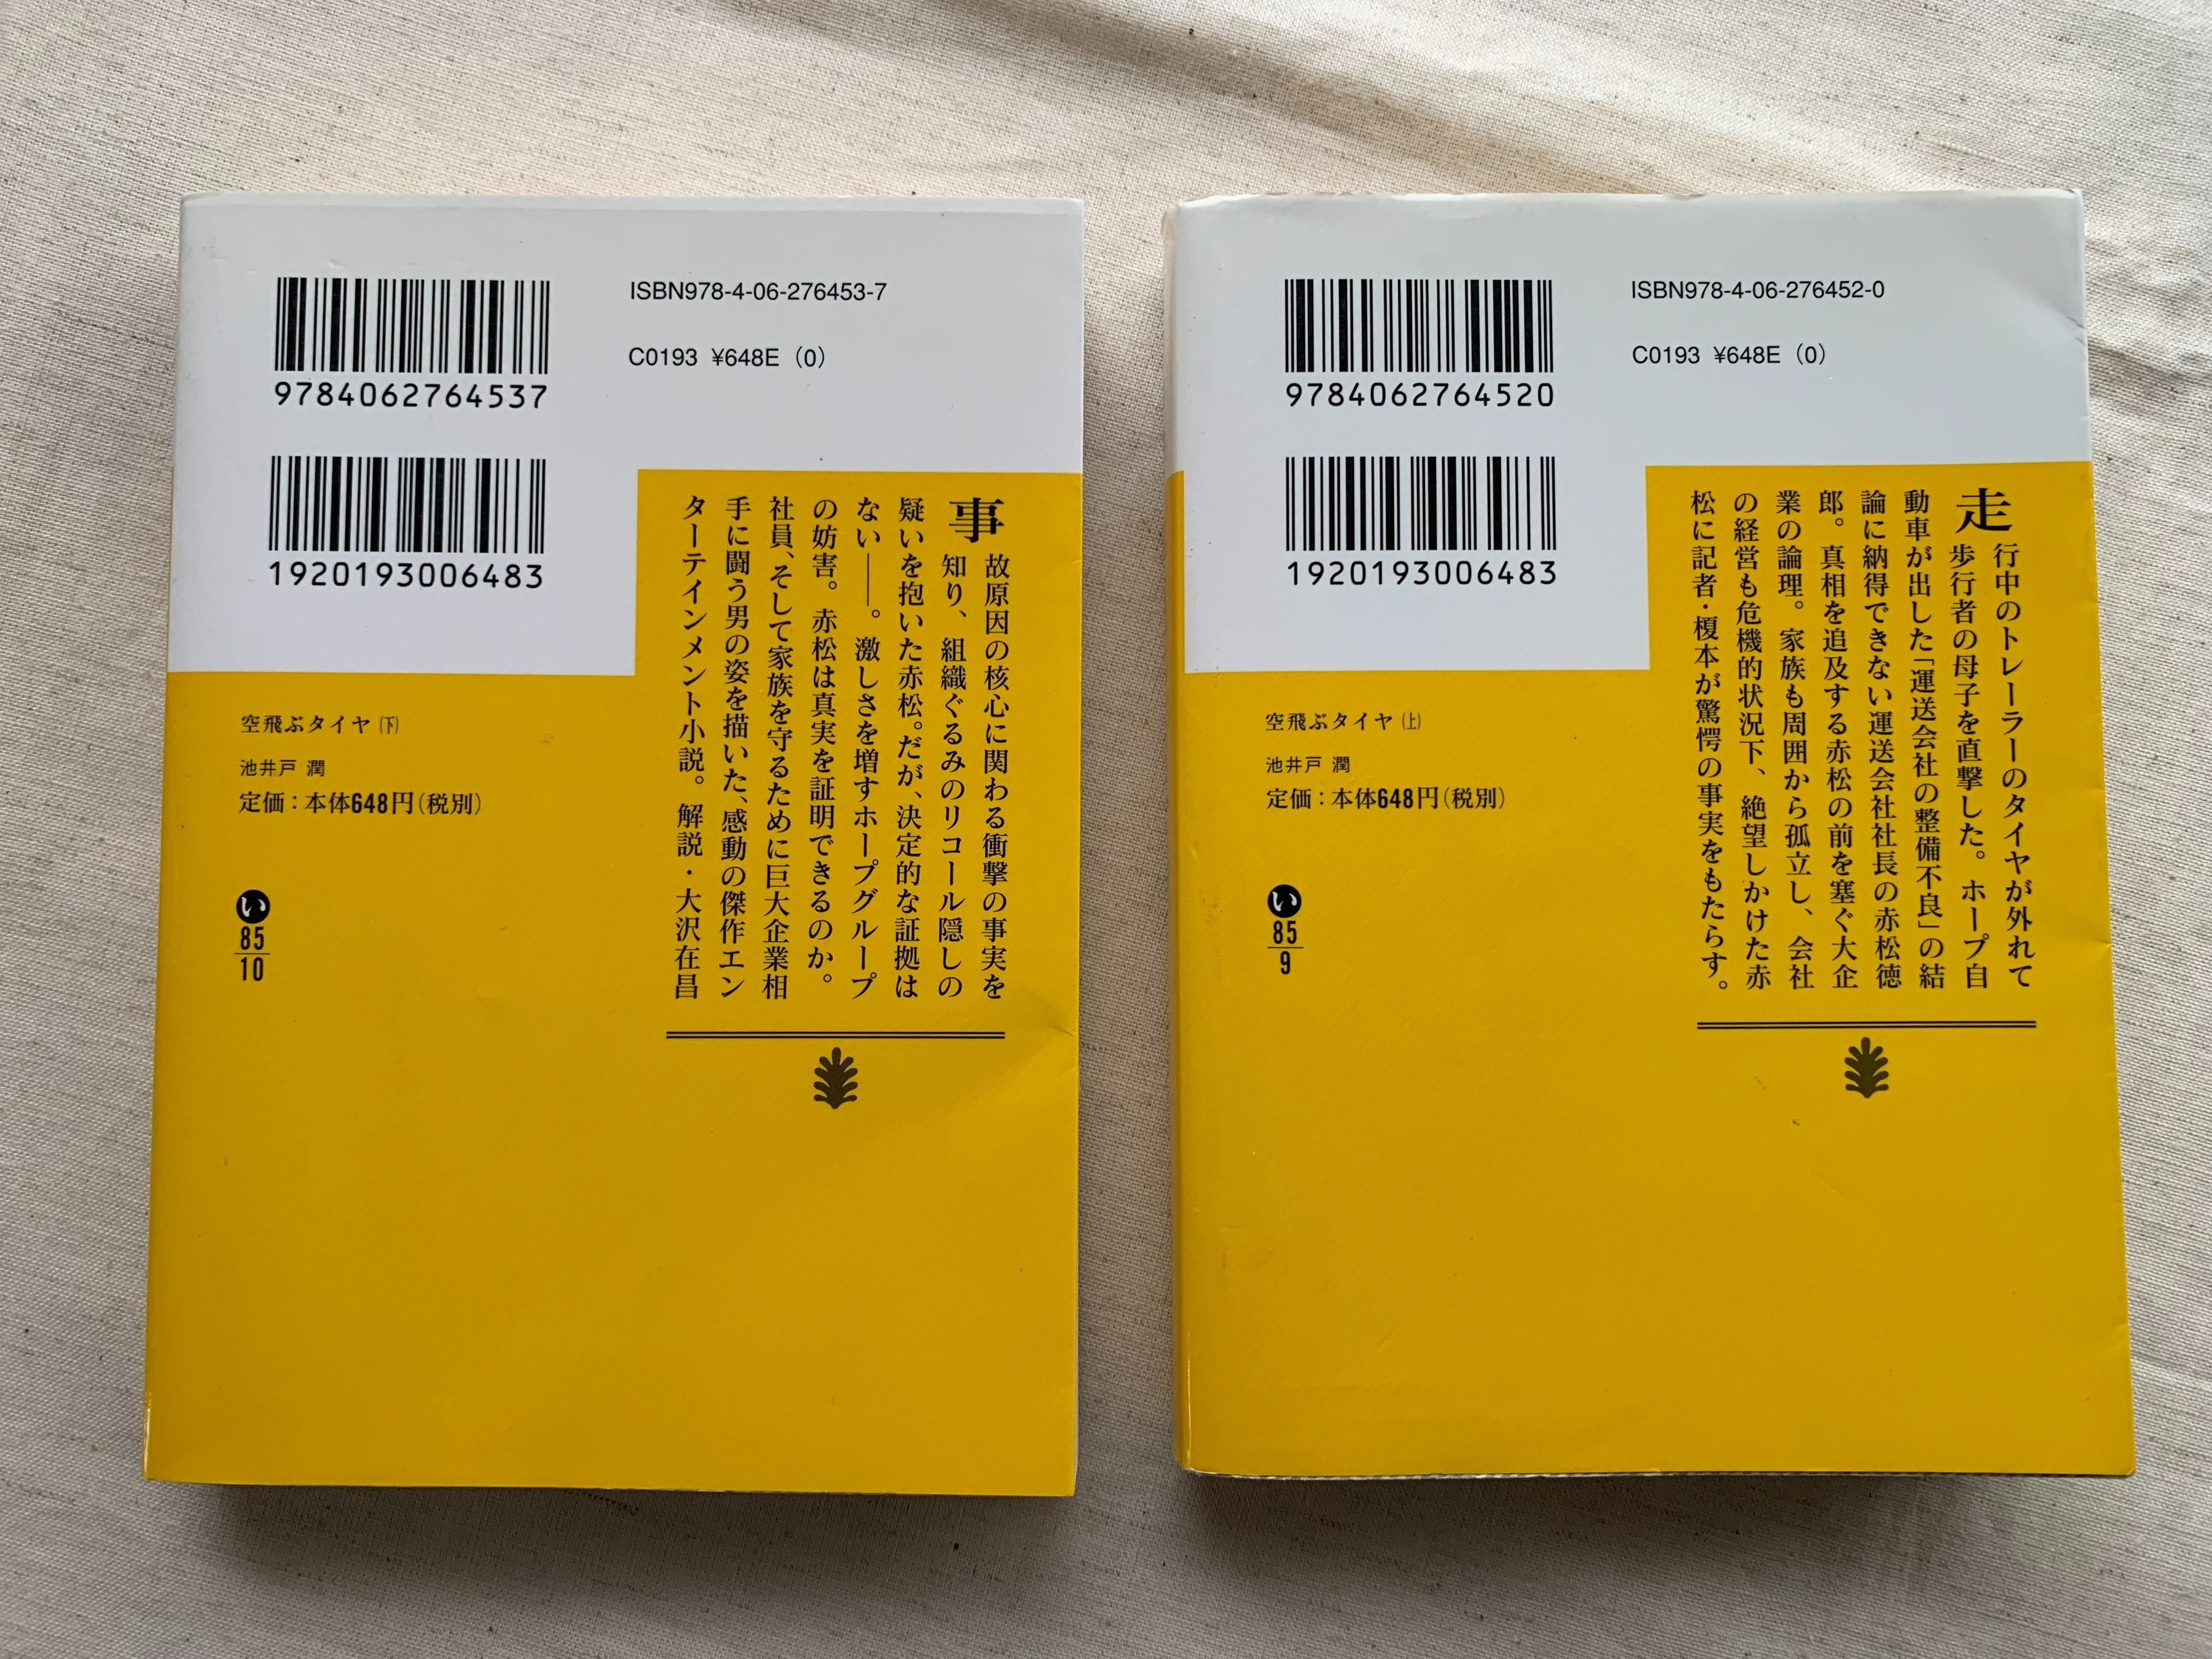 9784062764537
ISBN978-4-06-276453-7
C0193 ¥648E (0)
1920193006483
事故原因の核心に関わる衝撃の事実を
知り、組織ぐるみのリコール隠しの
疑いを抱いた赤松。だが、決定的な証拠は
ない――。激しさを増すホープグループ
の妨害。赤松は真実を証明できるのか。
社員、そして家族を守るために巨大企業相
手に闘う男の姿を描いた、感動の傑作エン
ターテインメント小説。解説・大沢在昌
空飛ぶタイヤ(下)
池井戸 潤
定価:本体648円(税別)
い
85
10
9784062764520
ISBN978-4-06-276452-0
C0193 ¥648E (0)
1920193006483
走行中のトレーラーのタイヤが外れて
歩行者の母子を直撃した。ホープ自
動車が出した「運送会社の整備不良」の結
論に納得できない運送会社社長の赤松徳
郎。真相を追及する赤松の前を塞ぐ大企
業の論理。家族も周囲から孤立し、会社
の経営も危機的状況下、絶望しかけた赤
松に記者・榎本が驚愕の事実をもたらす。
空飛ぶタイヤ(上)
池井戸 潤
定価:本体648円(税別)
い
85
9